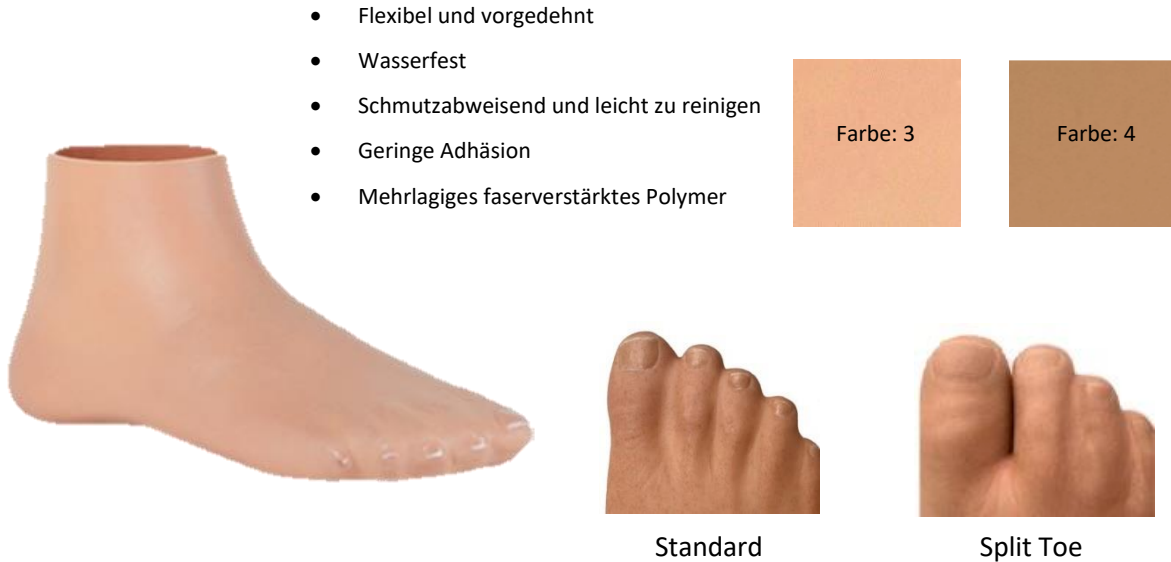 • Flexibel und vorgedehnt
• Wasserfest
• Schmutzabweisend und leicht zu reinigen
• Geringe Adhäsion
• Mehrlagiges faserverstärktes Polymer
Farbe: 3
Farbe: 4
Standard
Split Toe